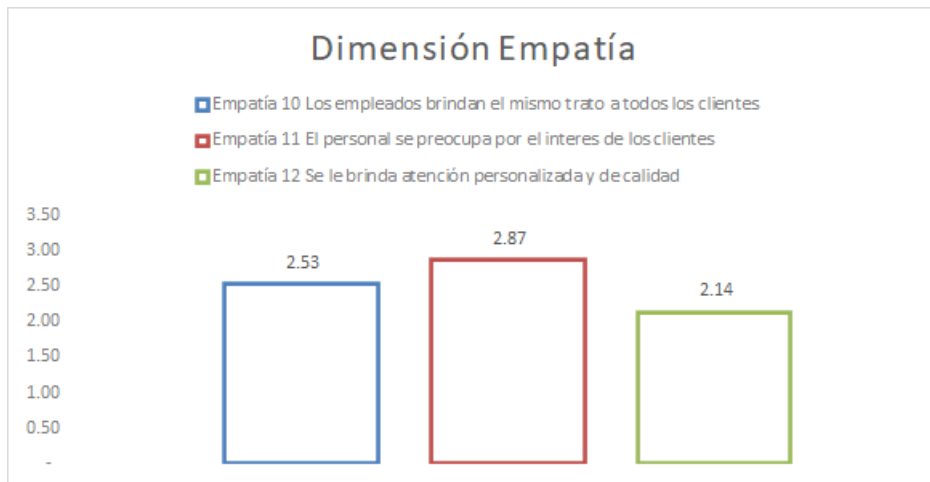 Dimensión Empatía
Empatía 10 Los empleados brindan el mismo trato a todos los clientes
Empatía 11 El personal se preocupa por el interes de los clientes
Empatía 12 Se le brinda atención personalizada y de calidad
3.50
3.00
2.50
2.00
1.50
1.00
0.50
-
2.53
2.87
2.14